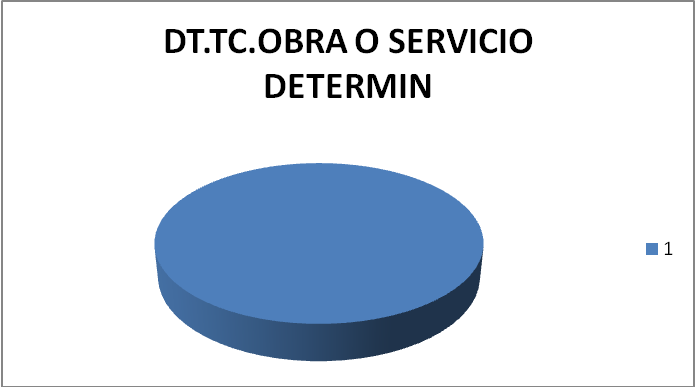 DT.TC.OBRA O SERVICIO
DETERMIN
1